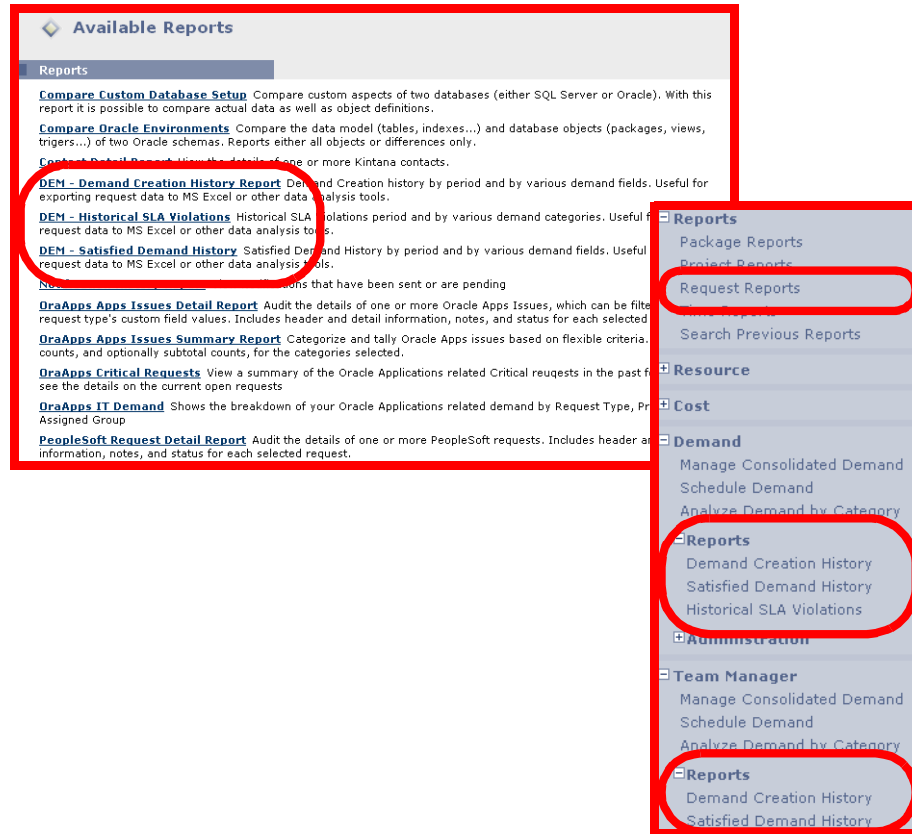 Available Reports
Reports
Compare Custom Database Setup Compare custom aspects of two databases (either SQL Server or Oracle). With this
report it is possible to compare actual data as well as object definitions.
Compare Oracle Environments Compare the data model (tables, indexes...) and database objects (packages, views,
trigers...) of two Oracle schemas. Reports either all objects or differences only.
Contact Detail Report View the details of one or more Kintana contacts.
DEM - Demand Creation History Report Demand Creation history by period and by various demand fields. Useful for
exporting request data to MS Excel or other data analysis tools.
DEM - Historical SLA Violations Historical SLA Violations period and by various demand categories. Useful
request data to MS Excel or other data analysis tools.
DEM - Satisfied Demand History Satisfied Demand History by period and by various demand fields. Useful
request data to MS Excel or other data analysis tools.
that have been sent or are pending
OraApps Apps Issues Detail Report Audit the details of one or more Oracle Apps Issues, which can be
request type's custom field values. Includes header and detail information, notes, and status for each selected
OraApps Apps Issues Summary Report Categorize and tally Oracle Apps issues based on flexible criteria.
counts, and optionally subtotal counts, for the categories selected.
OraApps Critical Requests View a summary of the Oracle Applications related Critical reuqests in the past
see the details on the current open requests
OraApps IT Demand Shows the breakdown of your Oracle Applications related demand by Request Type,
Assigned Group
PeopleSoft Request Detail Report Audit the details of one or more PeopleSoft requests. Includes header
information, notes, and status for each selected request.
Reports
Package Reports
Project Reports
Request Reports
Time Reports
Search Previous Reports
Resource
Cost
Demand
Manage Consolidated Demand
Schedule Demand
Analyze Demand by Category
Reports
Demand Creation History
Satisfied Demand History
Historical SLA Violations
Administration
Team Manager
Manage Consolidated Demand
Schedule Demand
Analyze Demand by Category
Reports
Demand Creation History
Satisfied Demand History